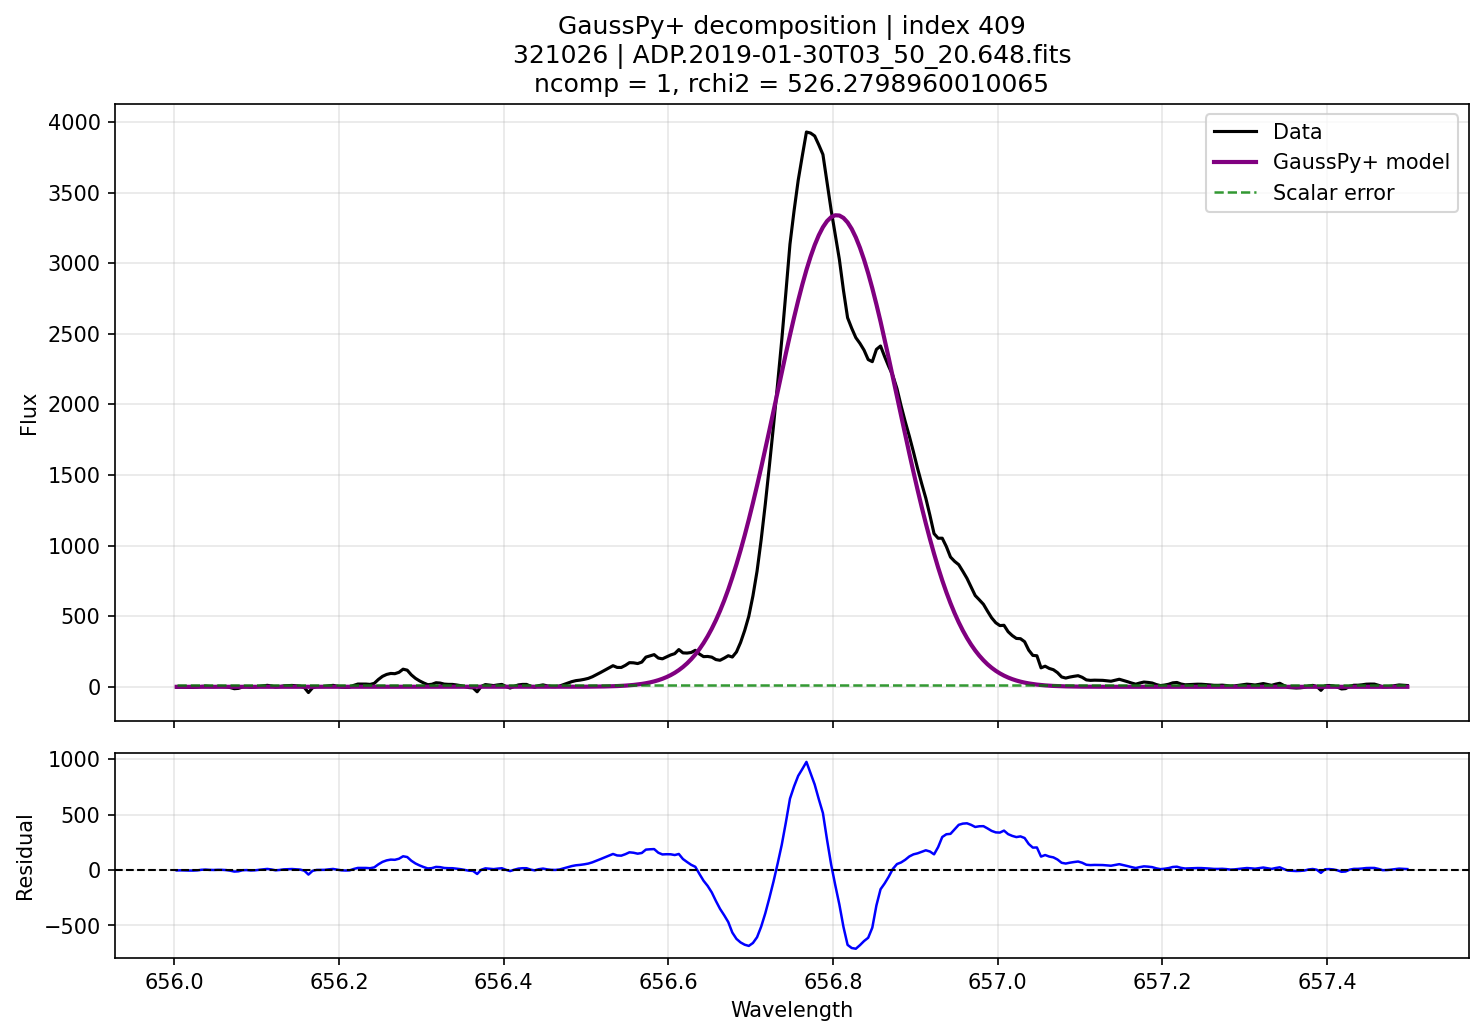 GaussPy+ decomposition | index 409
321026 | ADP.2019-01-30T03_50_20.648.fits
ncomp = 1, rchi2 = 526.2798960010065
Data
GaussPy+ model
Scalar error
4000
3500
3000
2500
2000
1500
1000
500
0
Flux
1000
500
0
−500
Residual
656.0 656.2 656.4 656.6 656.8 657.0 657.2 657.4
Wavelength